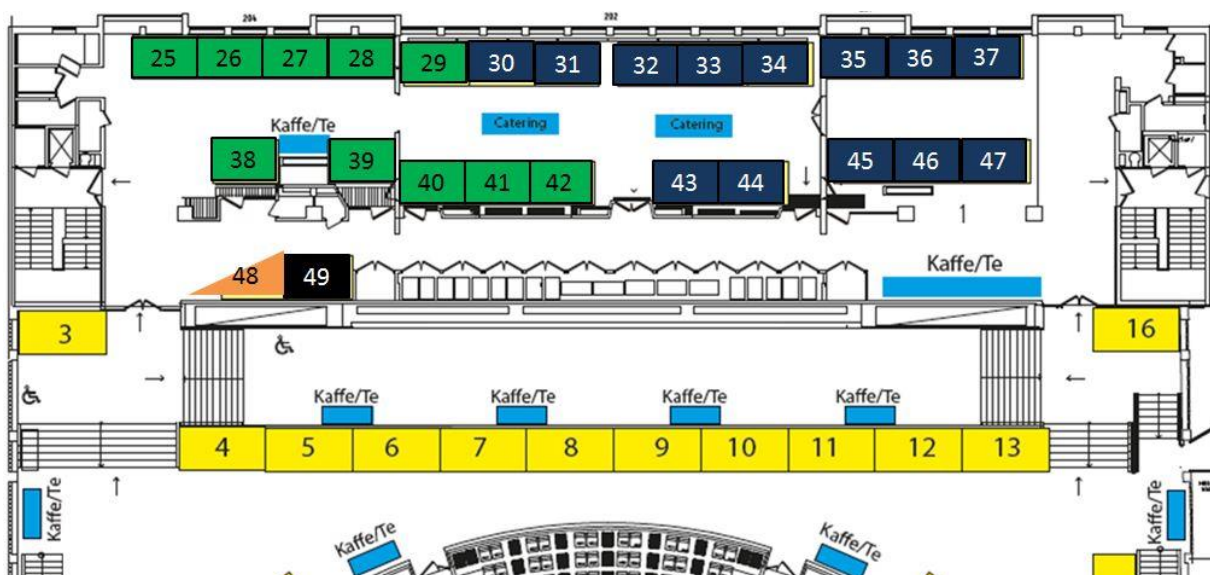 204
202
25 26 27 28 29 30 31 32 33 34 35 36 37
Catering Catering
Kaffe/Te
38 39 40 41 42 43 44 45 46 47
1
48 49
Kaffe/Te
3 16
Kaffe/Te Kaffe/Te Kaffe/Te Kaffe/Te
4 5 6 7 8 9 10 11 12 13
Kaffe/Te Kaffe/Te
Kaffe/Te Kaffe/Te